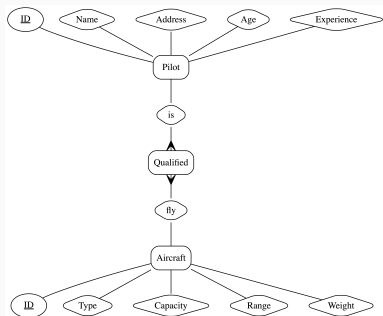 ID Name Address Age Experience
Pilot
is
Qualified
fly
Aircraft
ID Type Capacity Range Weight